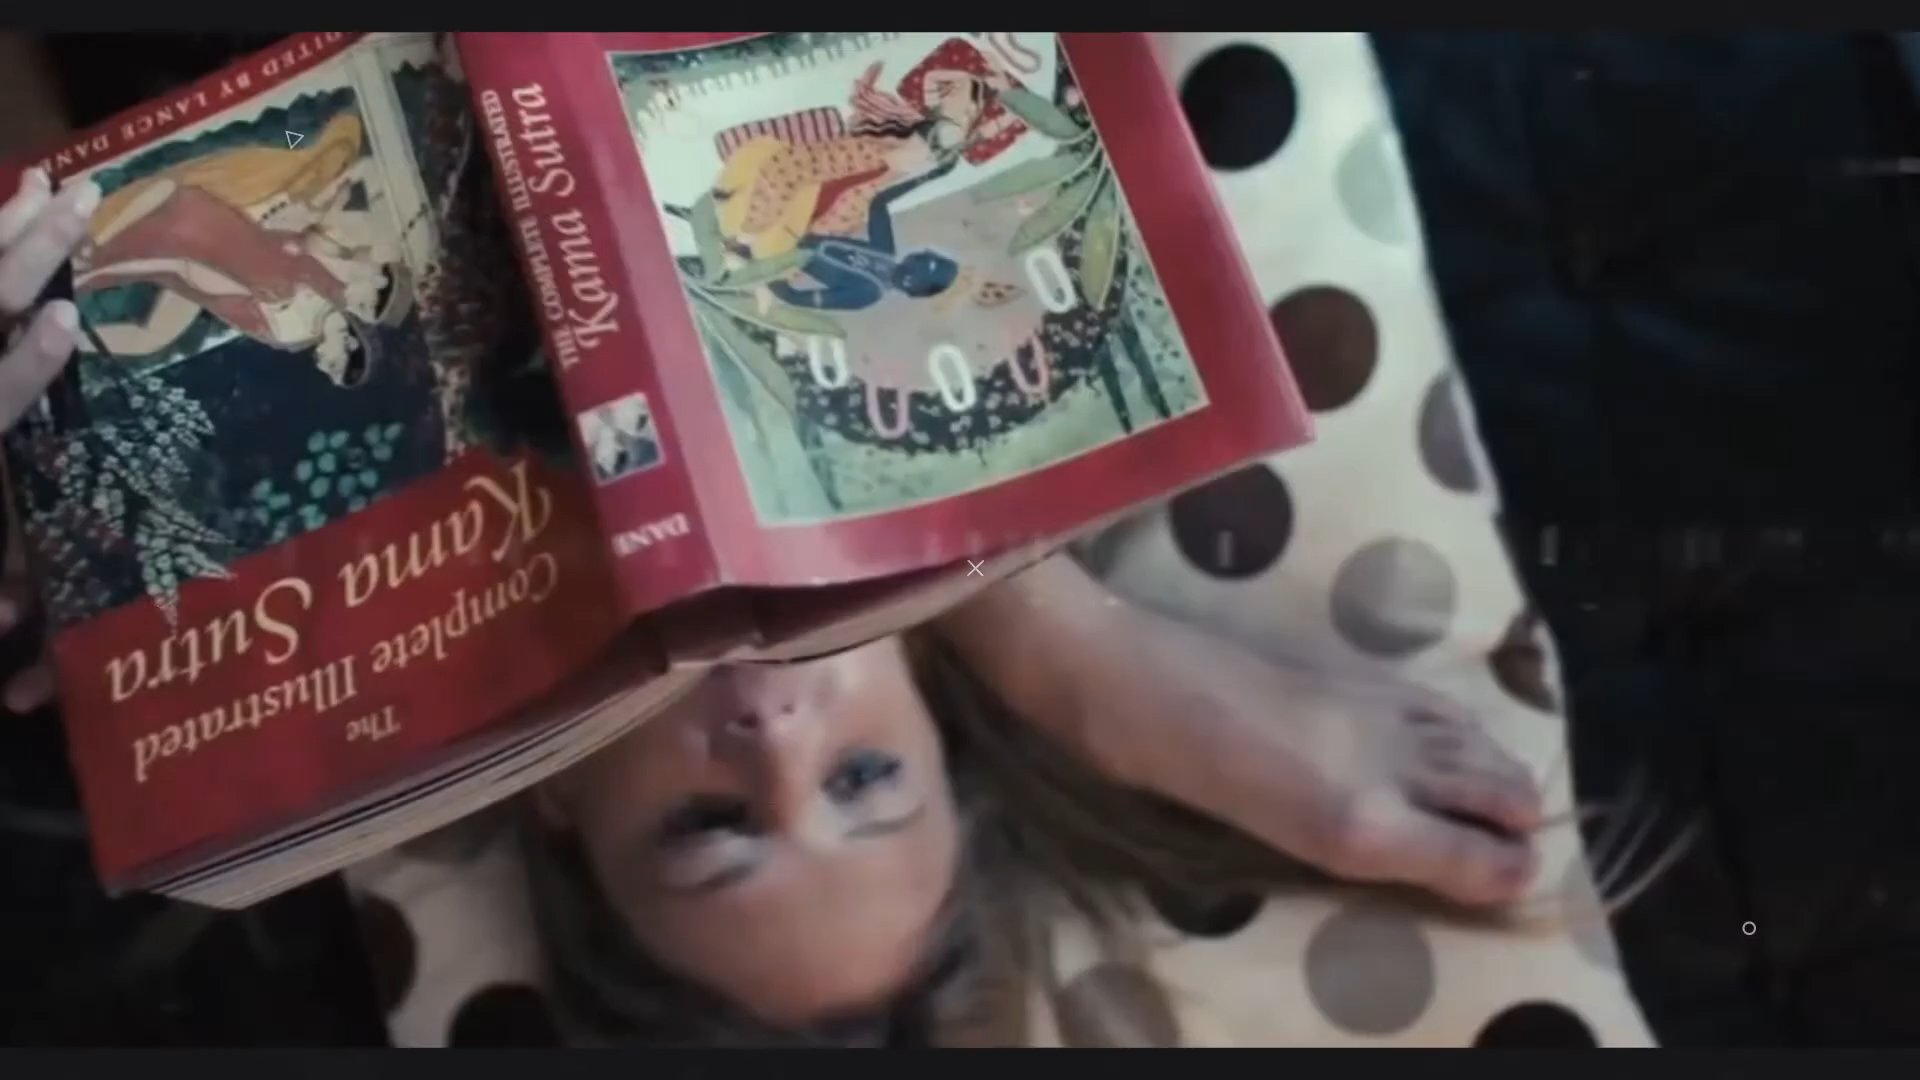 EDITED BY LANCE DANE
The
Complete Illustrated
Kama Sutra
THE COMPLETE ILLUSTRATED
Kama Sutra
DANE